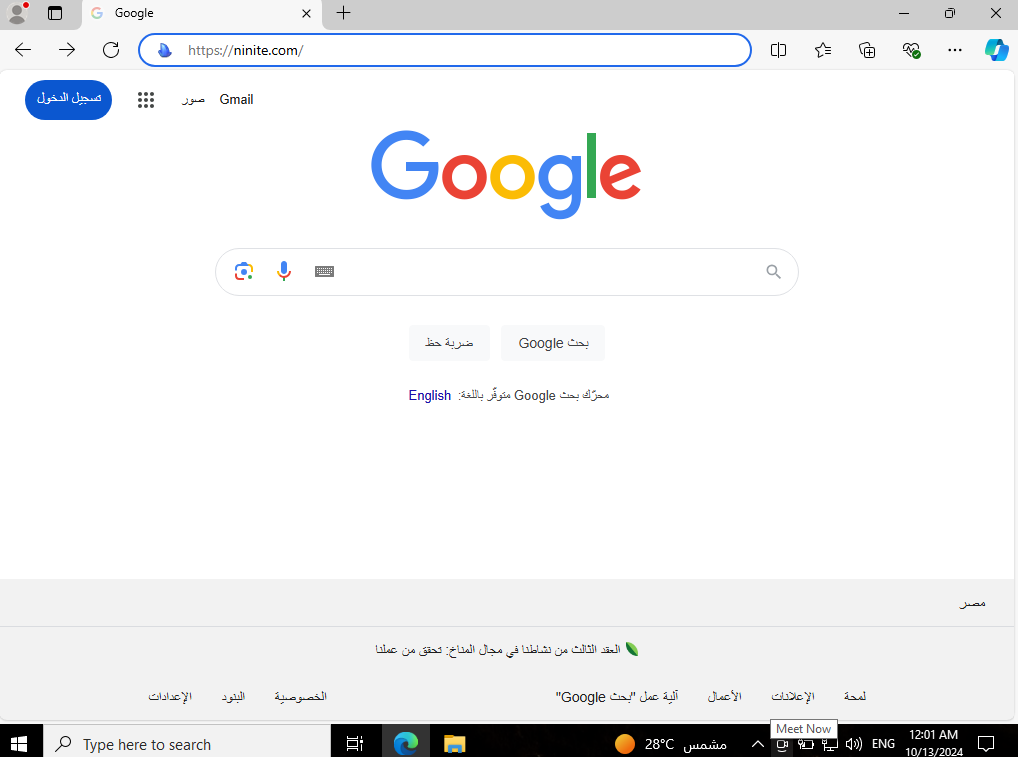 Google
https://ninite.com/
تسجيل الدخول
صور
Gmail
Google
ضربة حظ
بحث Google
محرّك بحث Google متوفّر باللغة: English
مصر
العقد الثالث من نشاطنا في مجال المناخ: تحقق من عملنا
لمحة
الإعلانات
الأعمال
آلية عمل "بحث Google"
الخصوصية
البنود
الإعدادات
Meet Now
Type here to search
28°C مشمس
ENG
12:01 AM
10/13/2024